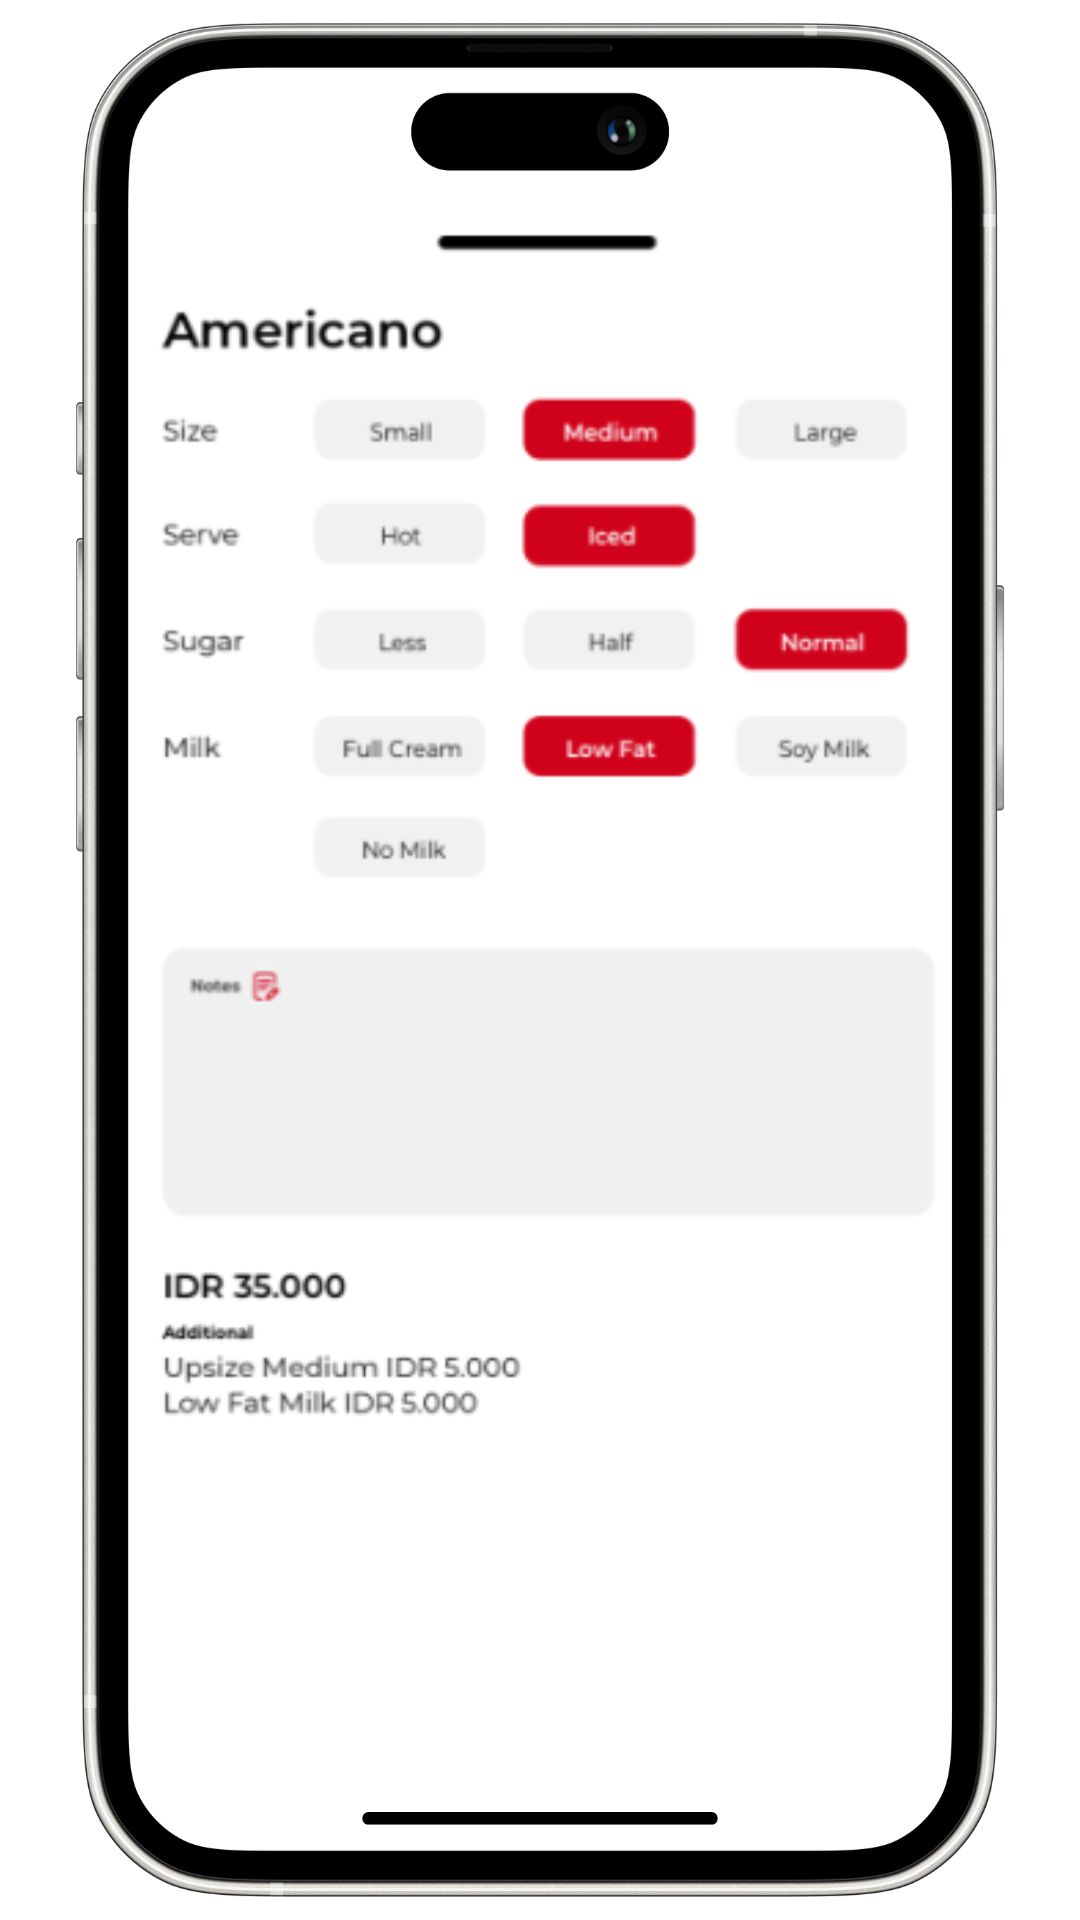 Americano
Size Small Medium Large
Serve Hot Iced
Sugar Less Half Normal
Milk Full Cream Low Fat Soy Milk
No Milk
Notes
IDR 35.000
Additional
Upsize Medium IDR 5.000
Low Fat Milk IDR 5.000